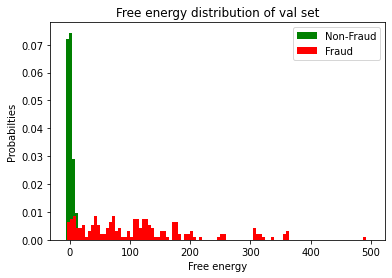 Free energy distribution of val set
Non-Fraud
Fraud
Probabilties
0.07
0.06
0.05
0.04
0.03
0.02
0.01
0.00
0
100
200
300
400
500
Free energy